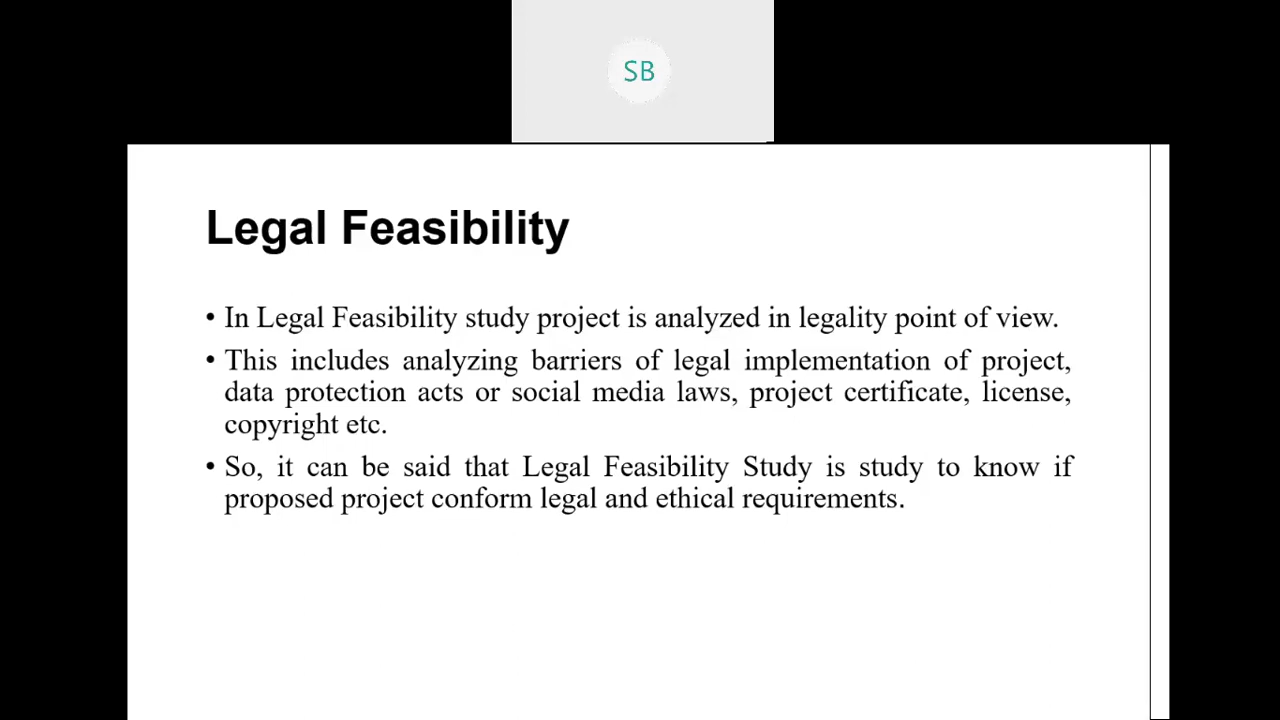 SB
Legal Feasibility
• In Legal Feasibility study project is analyzed in legality point of view.
• This includes analyzing barriers of legal implementation of project,
data protection acts or social media laws, project certificate, license,
copyright etc.
• So, it can be said that Legal Feasibility Study is study to know if
proposed project conform legal and ethical requirements.